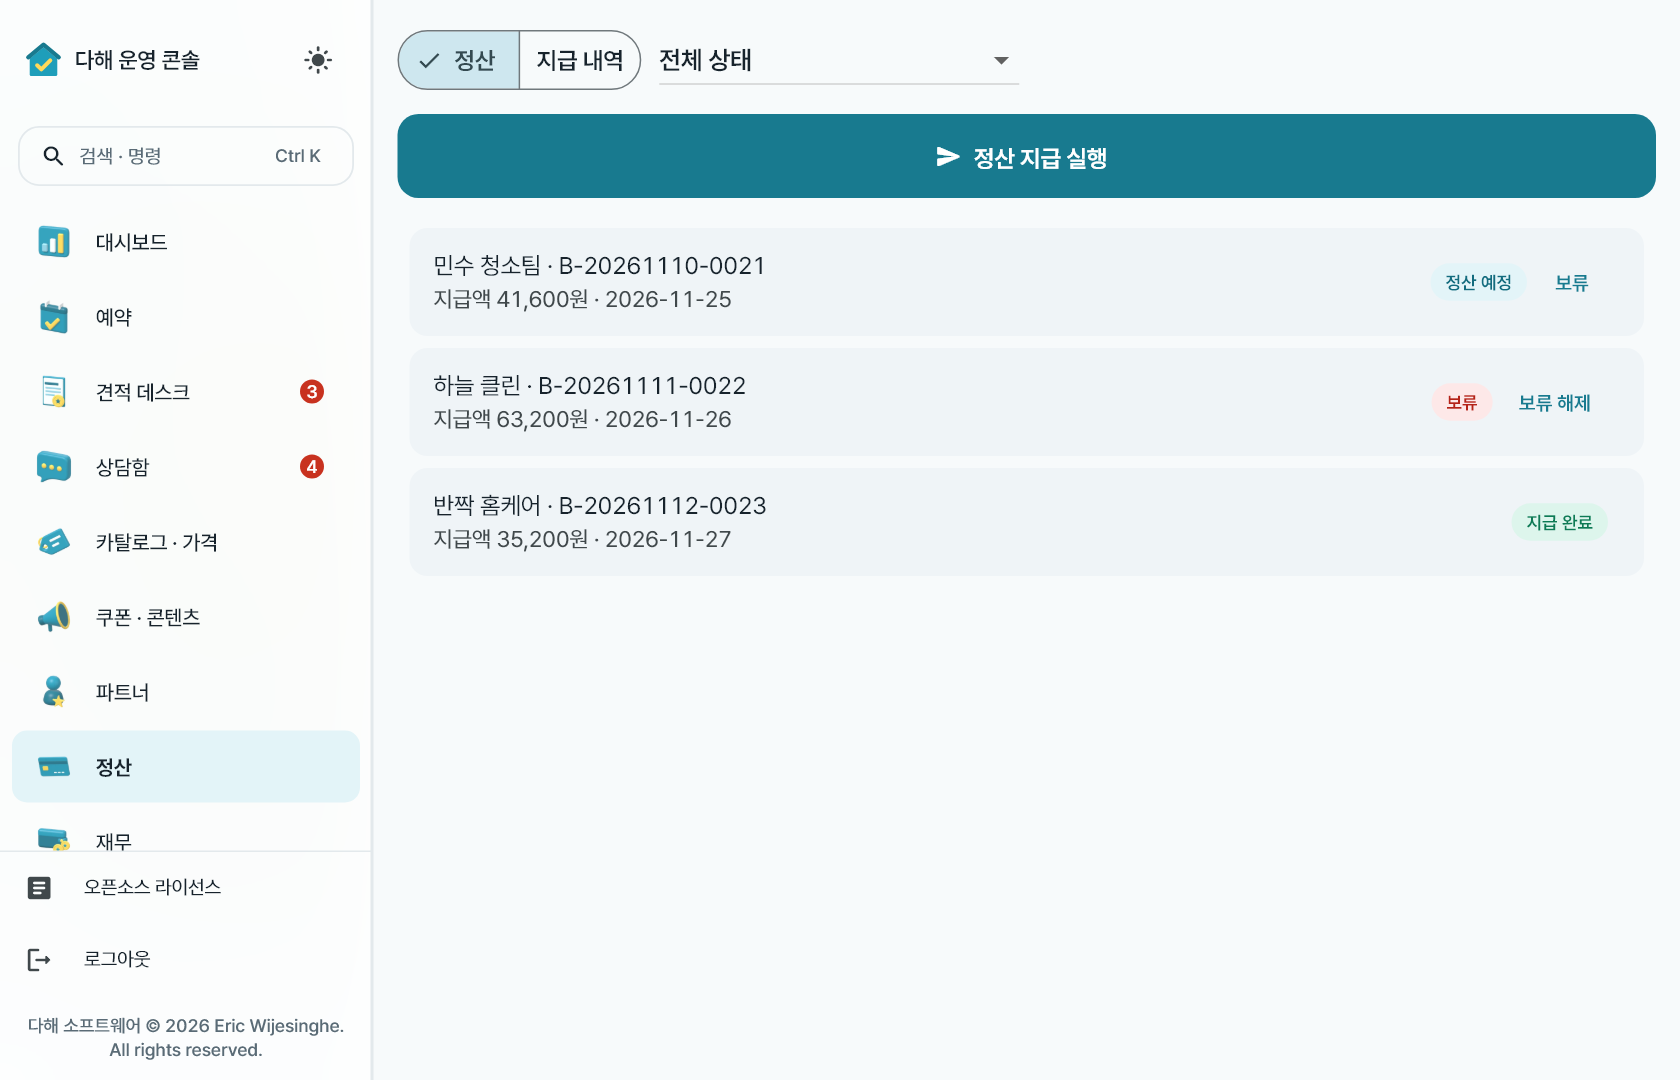 다해 운영 콘솔
검색 · 명령 Ctrl K
대시보드
예약
견적 데스크 3
상담함 4
카탈로그 · 가격
쿠폰 · 콘텐츠
파트너
정산
재무
오픈소스 라이선스
로그아웃
다해 소프트웨어 © 2026 Eric Wijesinghe.
All rights reserved.
정산 지급 내역 전체 상태
정산 지급 실행
민수 청소팀 · B-20261110-0021
지급액 41,600원 · 2026-11-25
정산 예정 보류
하늘 클린 · B-20261111-0022
지급액 63,200원 · 2026-11-26
보류 보류 해제
반짝 홈케어 · B-20261112-0023
지급액 35,200원 · 2026-11-27
지급 완료